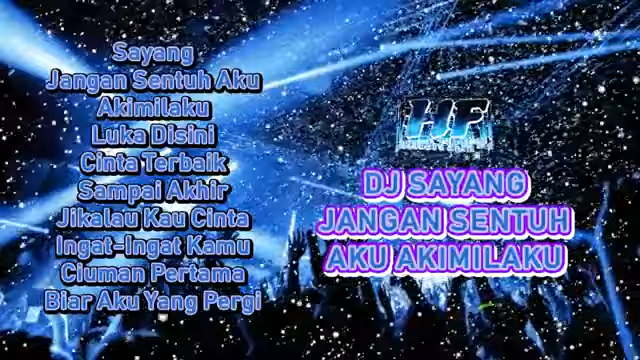 Sayang
Jangan Sentuh Aku
Akimilaku
Luka Disini
Cinta Terbaik
Sampai Akhir
Jikalau Kau Cinta
Ingat-Ingat Kamu
Ciuman Pertama
Biar Aku Yang Pergi
HF
DJ SAYANG
JANGAN SENTUH
AKU AKIMILAKU